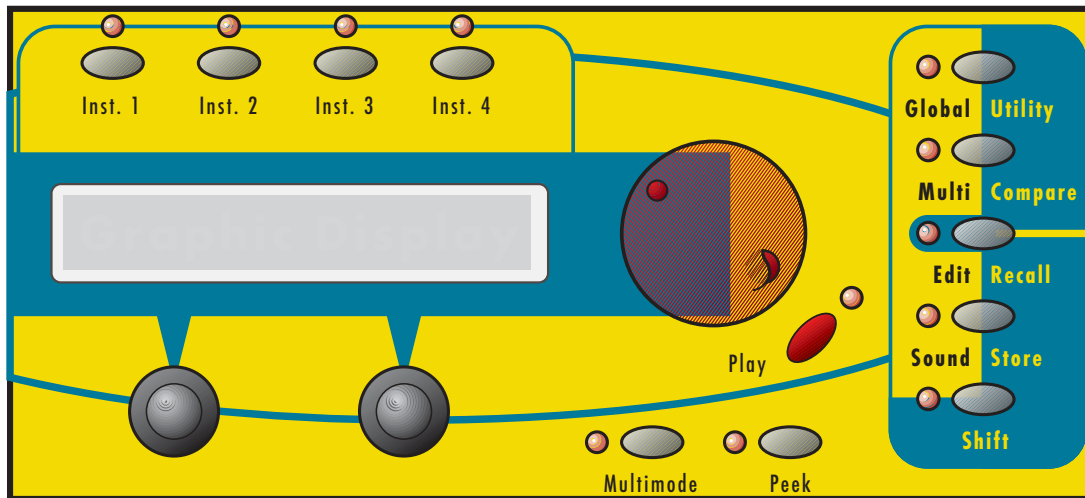 Inst. 1 Inst. 2 Inst. 3 Inst. 4
Global Utility
Multi Compare
Graphic Display
Edit Recall
Play
Sound Store
Shift
Multimode Peek